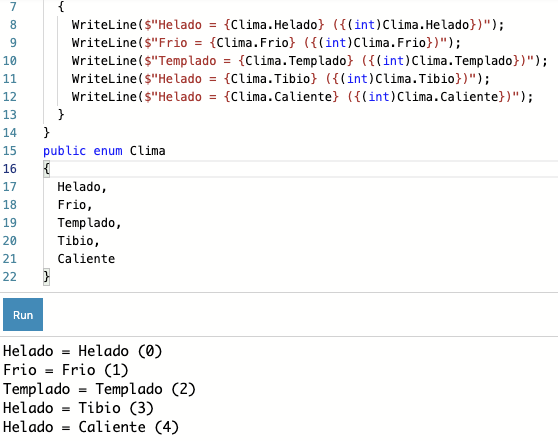 7 {
8 WriteLine($"Helado = {Clima.Helado} ({(int)Clima.Helado})");
9 WriteLine($"Frio = {Clima.Frio} ({(int)Clima.Frio})");
10 WriteLine($"Templado = {Clima.Templado} ({(int)Clima.Templado})");
11 WriteLine($"Helado = {Clima.Tibio} ({(int)Clima.Tibio})");
12 WriteLine($"Helado = {Clima.Caliente} ({(int)Clima.Caliente})");
13 }
14 }
15 public enum Clima
16 {
17 Helado,
18 Frio,
19 Templado,
20 Tibio,
21 Caliente
22 }
Run
Helado = Helado (0)
Frio = Frio (1)
Templado = Templado (2)
Helado = Tibio (3)
Helado = Caliente (4)